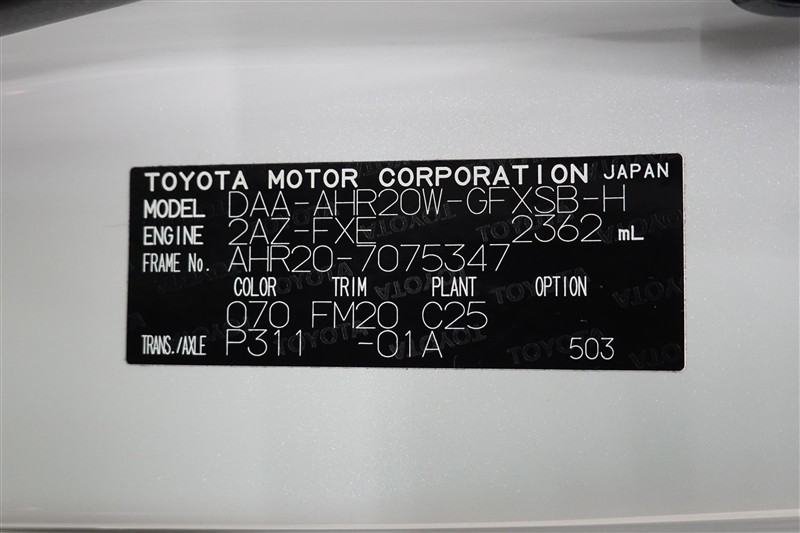 TOYOTA MOTOR CORPORATION JAPAN
MODEL DAA-AHR20W-GFXSB-H
ENGINE 2AZ-FXE 2362 mL
FRAME No. AHR20-7075347
COLOR TRIM PLANT OPTION
070 FM20 C25
TRANS./AXLE P311 -01A 503